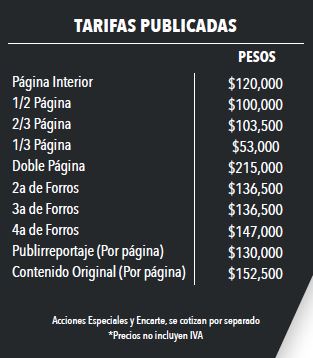 TARIFAS PUBLICADAS
PESOS
Página Interior $120,000
1/2 Página $100,000
2/3 Página $103,500
1/3 Página $53,000
Doble Página $215,000
2a de Forros $136,500
3a de Forros $136,500
4a de Forros $147,000
Publirreportaje (Por página) $130,000
Contenido Original (Por página) $152,500
Acciones Especiales y Encarte, se cotizan por separado
*Precios no incluyen IVA